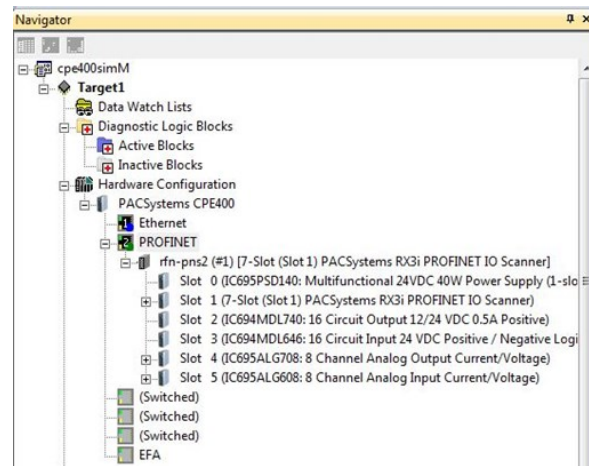 Navigator
cpe400simM
Target1
Data Watch Lists
Diagnostic Logic Blocks
Active Blocks
Inactive Blocks
Hardware Configuration
PACSystems CPE400
1 Ethernet
2 PROFINET
rfn-pns2 (#1) [7-Slot (Slot 1) PACSystems RX3i PROFINET IO Scanner]
Slot 0 (IC695PSD140: Multifunctional 24VDC 40W Power Supply (1-slo
Slot 1 (7-Slot (Slot 1) PACSystems RX3i PROFINET IO Scanner)
Slot 2 (IC694MDL740: 16 Circuit Output 12/24 VDC 0.5A Positive)
Slot 3 (IC694MDL646: 16 Circuit Input 24 VDC Positive / Negative Logi
Slot 4 (IC695ALG708: 8 Channel Analog Output Current/Voltage)
Slot 5 (IC695ALG608: 8 Channel Analog Input Current/Voltage)
(Switched)
(Switched)
(Switched)
EFA